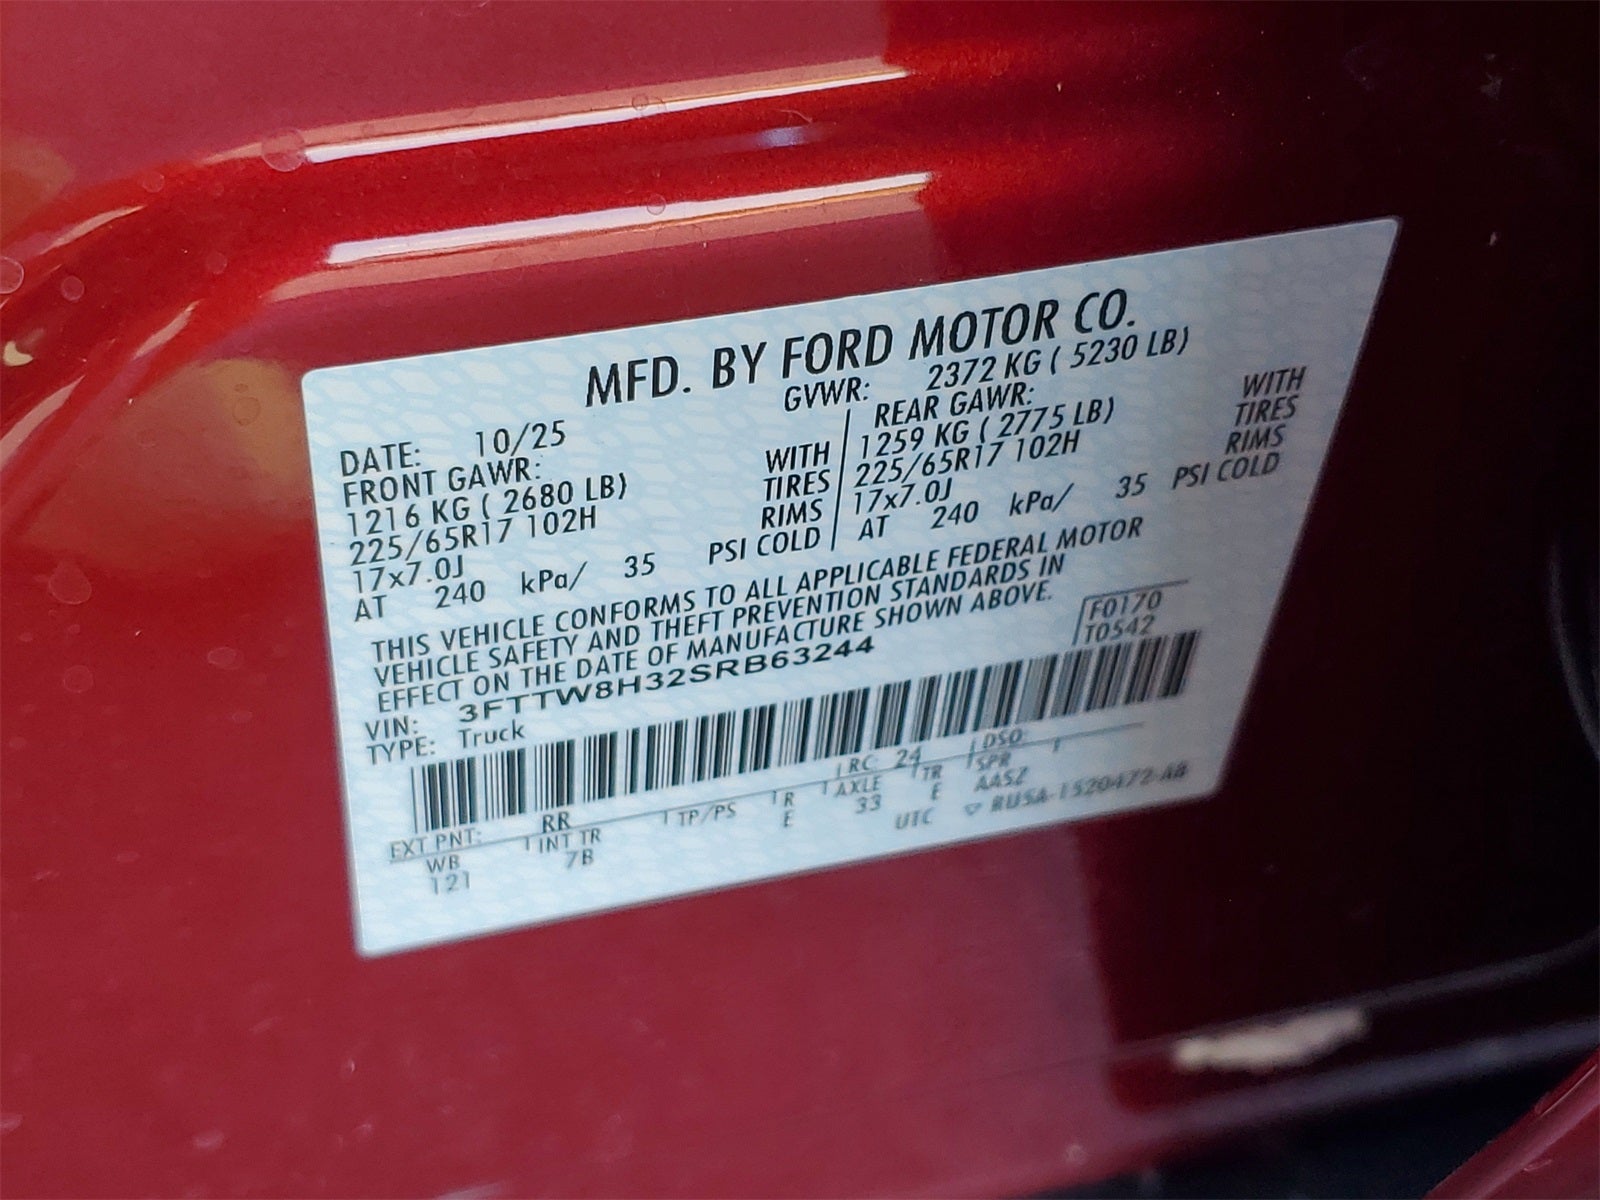 MFD. BY FORD MOTOR CO.
DATE: 10/25 GVWR: 2372 KG ( 5230 LB)
FRONT GAWR: REAR GAWR:
1216 KG ( 2680 LB) WITH 1259 KG ( 2775 LB) WITH
225/65R17 102H TIRES 225/65R17 102H TIRES
17x7.0J RIMS 17x7.0J RIMS
AT 240 kPa/ 35 PSI COLD AT 240 kPa/ 35 PSI COLD
THIS VEHICLE CONFORMS TO ALL APPLICABLE FEDERAL MOTOR
VEHICLE SAFETY AND THEFT PREVENTION STANDARDS IN
EFFECT ON THE DATE OF MANUFACTURE SHOWN ABOVE.
F0170
T0542
VIN: 3FTTW8H32SRB63244
TYPE: Truck
EXT PNT: RR RC: 24 DSO:
WB INT TR TP/PS R AXLE TR SPR
121 7B E 33 E AASZ
UTC ▽ RUSA-1520472-AB